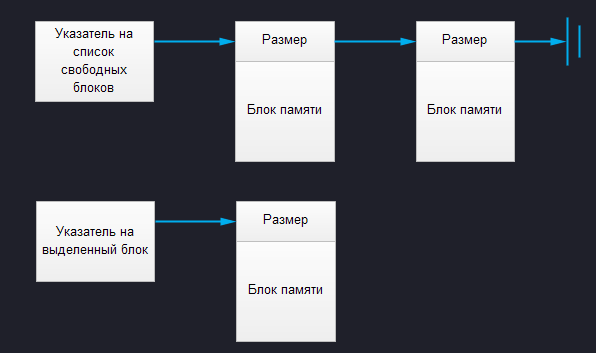 Указатель на
список
свободных
блоков
Размер
Блок памяти
Размер
Блок памяти
Указатель на
выделенный блок
Размер
Блок памяти